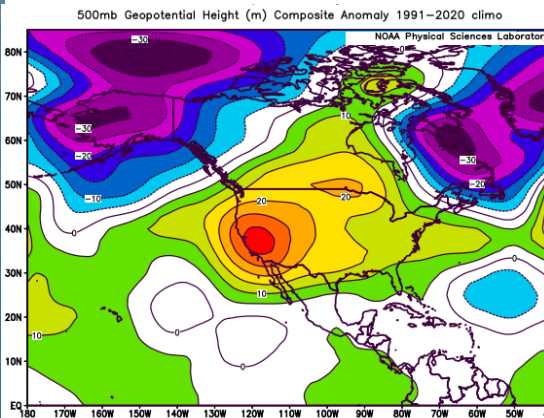 500mb Geopotential Height (m) Composite Anomaly 1991-2020 climo
NOAA Physical Sciences Laborator
80N
70N
60N
50N
40N
30N
20N
10N
EQ
-30
0
10
-30
-20
-10
0
20
20
-30
-20
10
10
0
0
0
180 170W 160W 150W 140W 130W 120W 110W 100W 90W 80W 70W 60W 50W